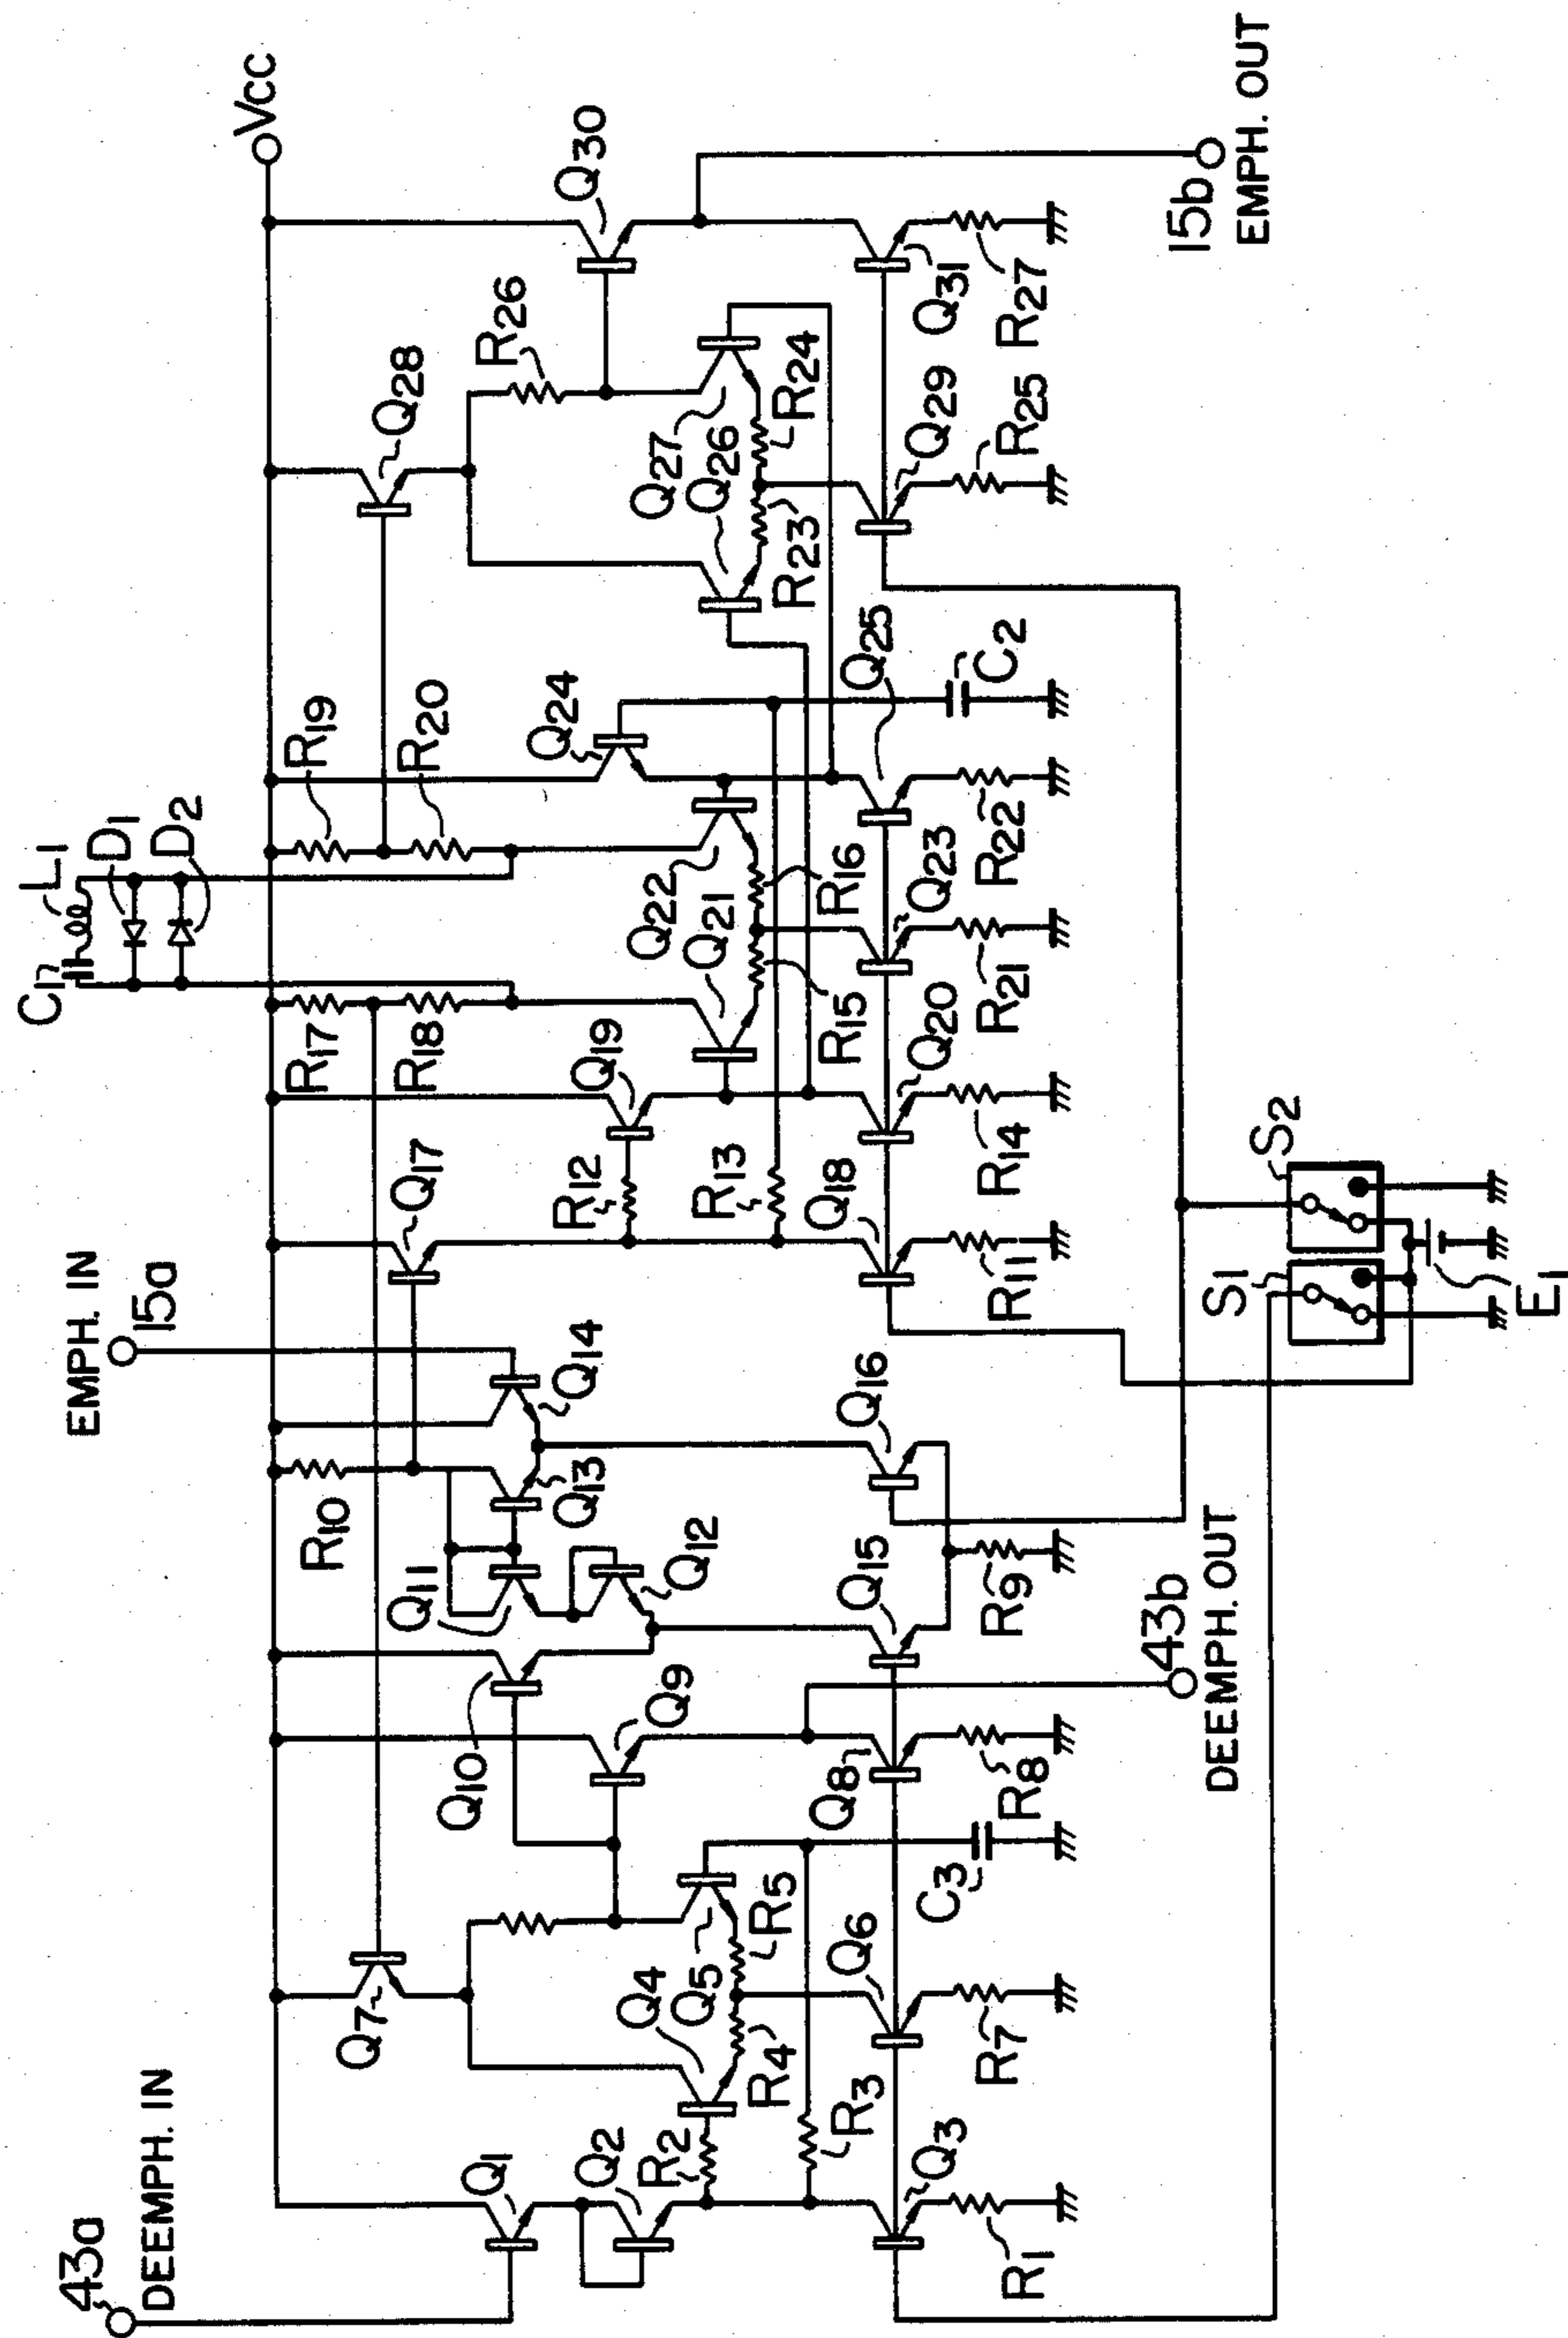 43a
DEEMPH. IN
EMPH. IN
15a
VCC
C1
L1
D1
D2
R17
R18
R19
R20
Q28
R26
Q30
Q7
Q1
Q2
R2
Q4
Q5
R4
R5
R3
Q10
Q9
Q11
Q12
R10
Q13
Q14
Q17
R12
R13
Q19
Q21
Q22
R15
R16
Q24
Q26
Q27
R23
R24
Q3
R1
Q6
R7
C3
Q8
R8
Q15
Q16
R9
Q18
R11
Q20
R14
Q23
R21
Q25
R22
C2
Q29
R25
Q31
R27
43b
DEEMPH. OUT
S1
S2
E1
15b
EMPH. OUT